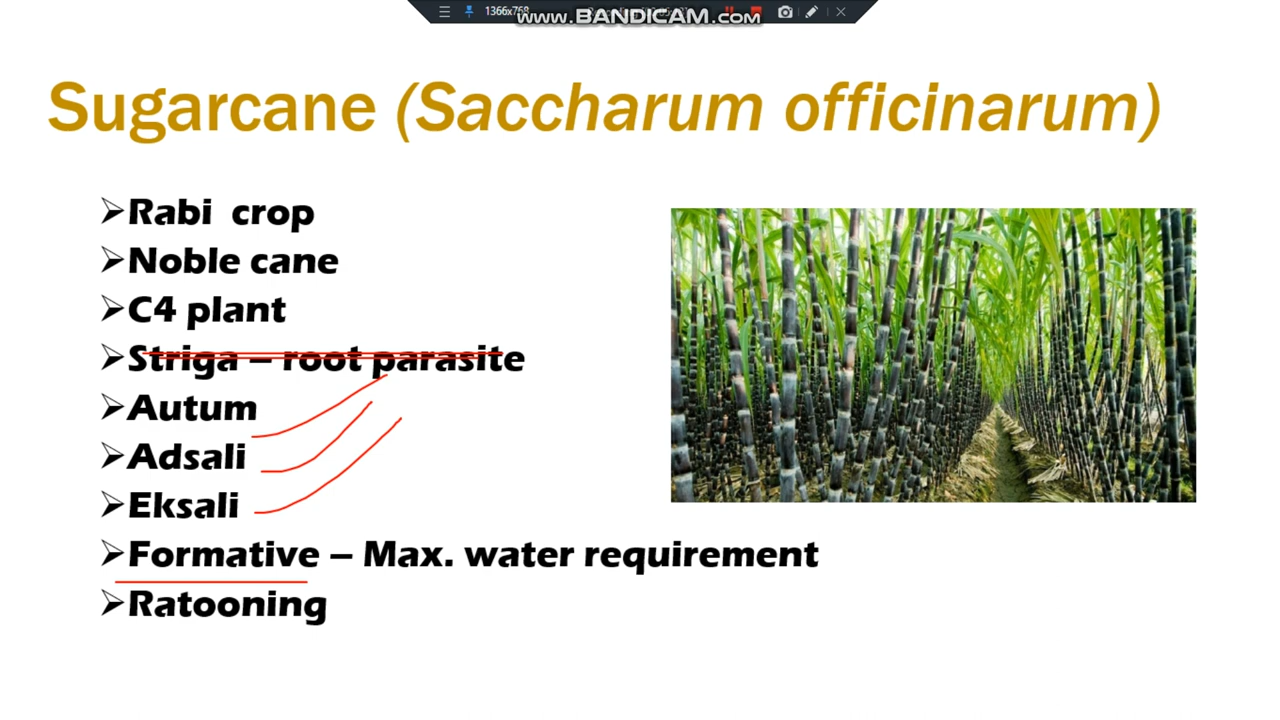 1366x768
www.BANDICAM.com
Sugarcane (Saccharum officinarum)
➢Rabi crop
➢Noble cane
➢C4 plant
➢Striga – root parasite
➢Autum
➢Adsali
➢Eksali
➢Formative – Max. water requirement
➢Ratooning